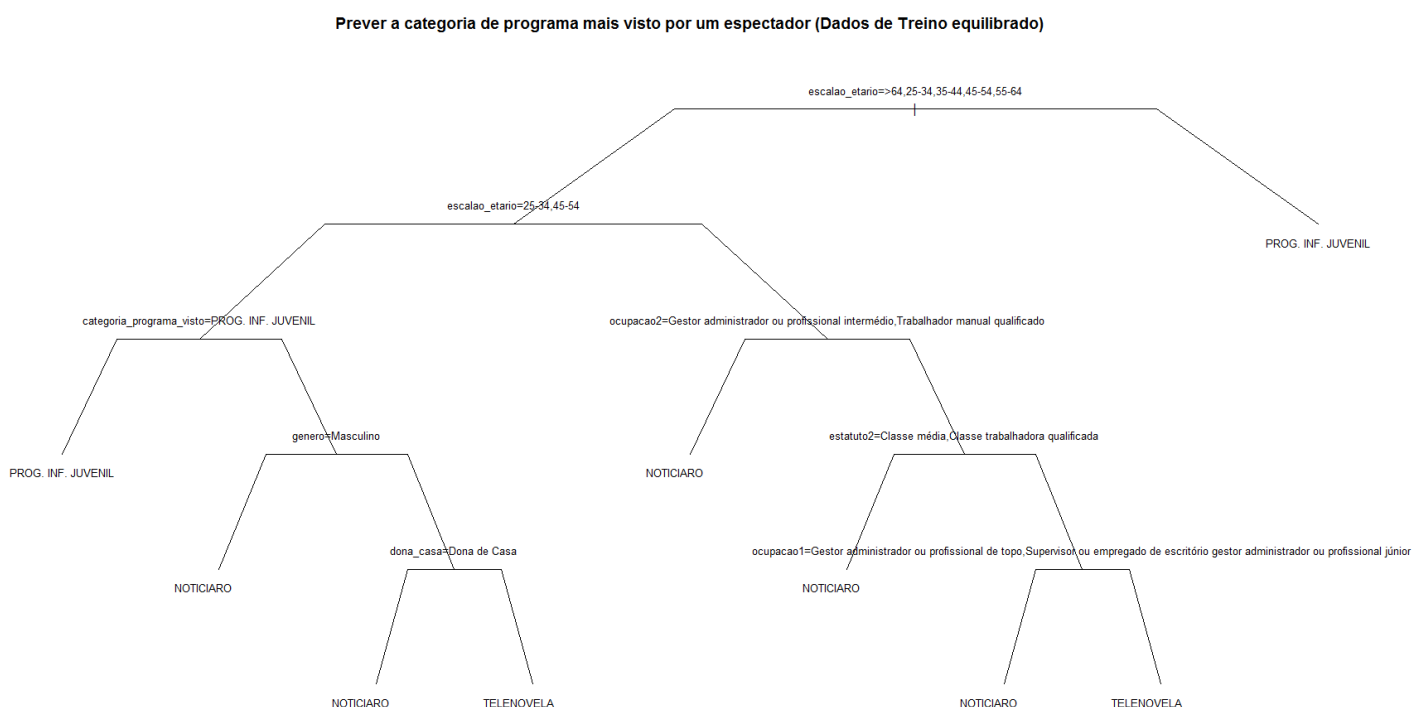 Prever a categoria de programa mais visto por um espectador (Dados de Treino equilibrado)
escalao_etario=>64,25-34,35-44,45-54,55-64
escalao_etario=25-34,45-54
PROG. INF. JUVENIL
categoria_programa_visto=PROG. INF. JUVENIL
ocupacao2=Gestor administrador ou profissional intermédio,Trabalhador manual qualificado
genero=Masculino
estatuto2=Classe média,Classe trabalhadora qualificada
PROG. INF. JUVENIL
NOTICIARO
dona_casa=Dona de Casa
ocupacao1=Gestor administrador ou profissional de topo,Supervisor ou empregado de escritório gestor administrador ou profissional júnior
NOTICIARO
NOTICIARO
NOTICIARO
TELENOVELA
NOTICIARO
TELENOVELA